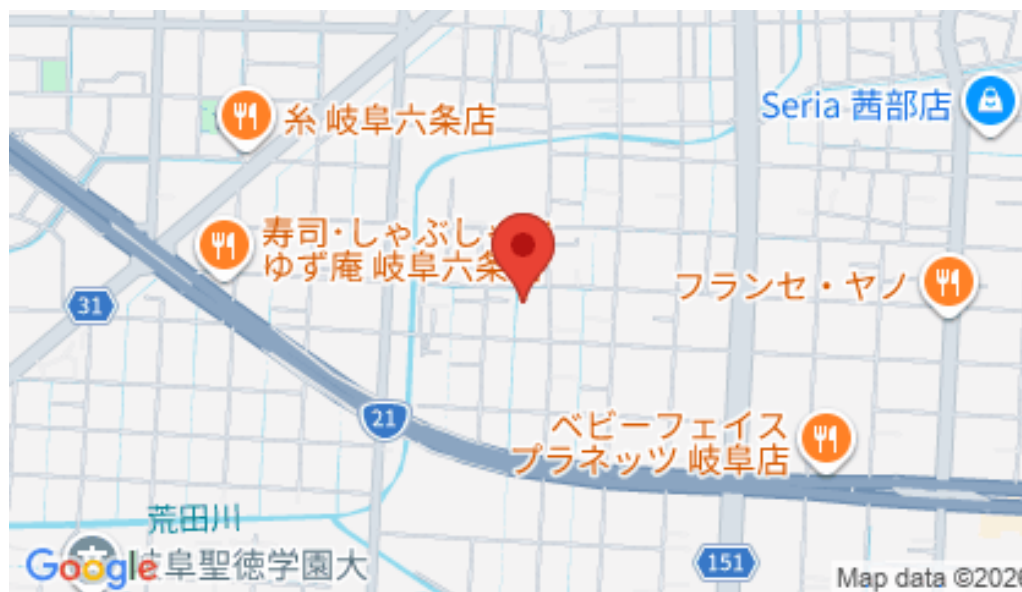 糸 岐阜六条店
Seria 茜部店
寿司･しゃぶし
ゆず庵 岐阜六条
フランセ・ヤノ
31
21
ベビーフェイス
プラネッツ 岐阜店
荒田川
岐阜聖徳学園大
Google
151
Map data ©2026